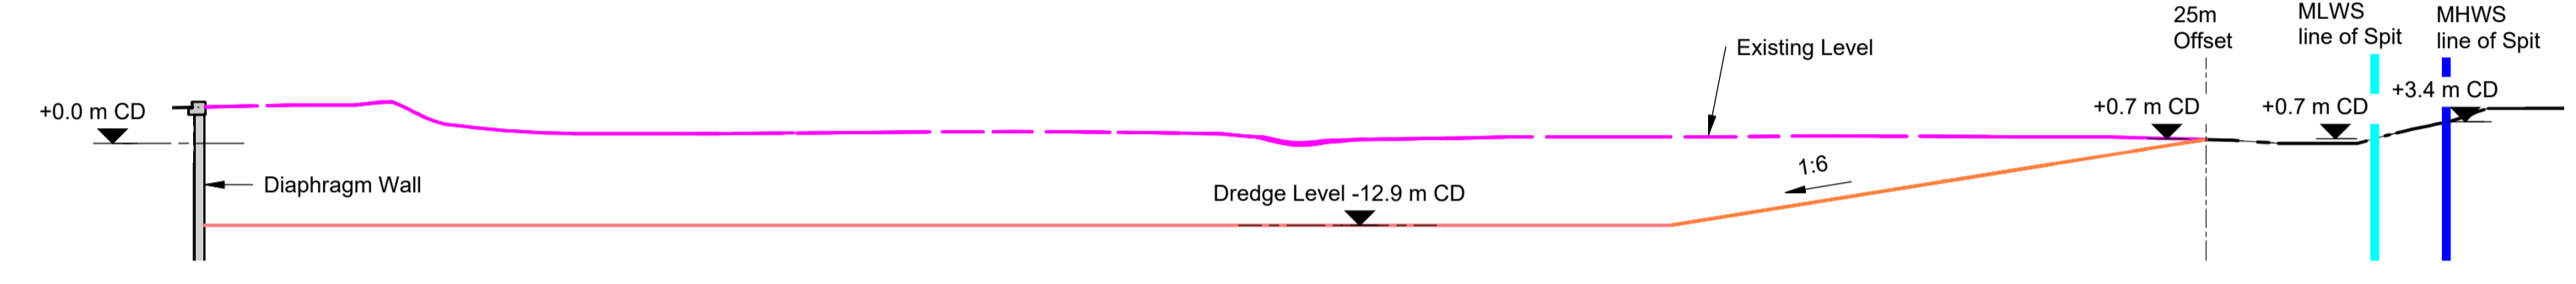 +0.0 m CD
Diaphragm Wall
Dredge Level -12.9 m CD
Existing Level
1:6
25m
Offset
+0.7 m CD
MLWS
line of Spit
+0.7 m CD
MHWS
line of Spit
+3.4 m CD